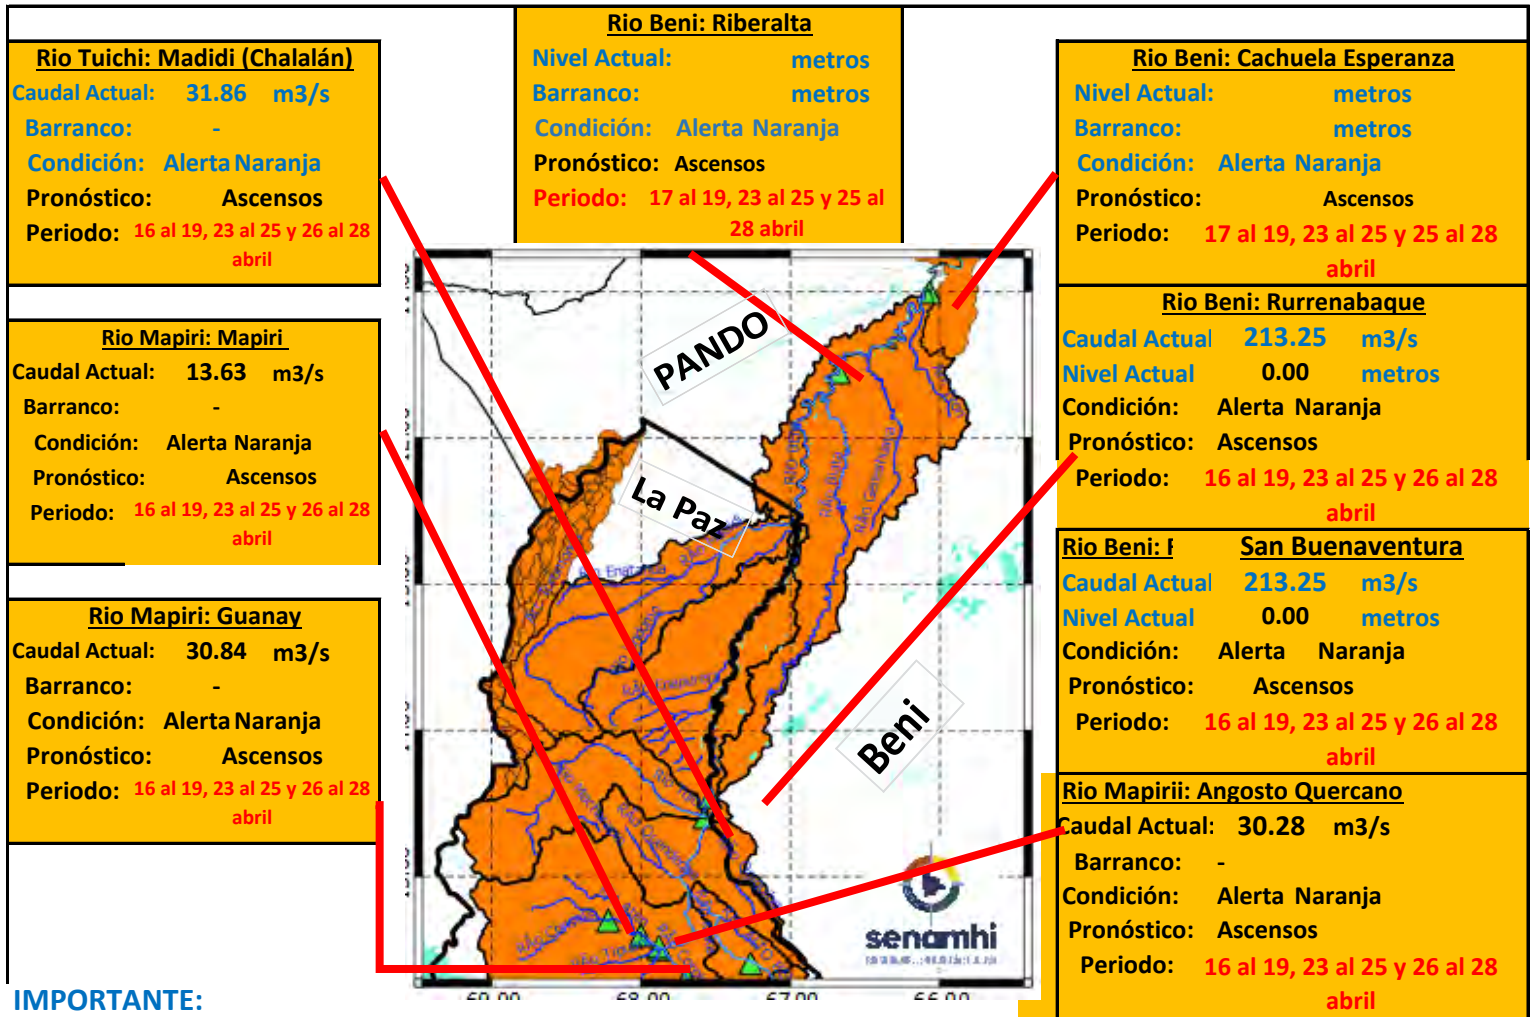 Rio Tuichi: Madidi (Chalalán)
Caudal Actual: 31.86 m3/s
Barranco: -
Condición: Alerta Naranja
Pronóstico: Ascensos
Periodo: 16 al 19, 23 al 25 y 26 al 28
abril
Rio Mapiri: Mapiri
Caudal Actual: 13.63 m3/s
Barranco: -
Condición: Alerta Naranja
Pronóstico: Ascensos
Periodo: 16 al 19, 23 al 25 y 26 al 28
abril
Rio Mapiri: Guanay
Caudal Actual: 30.84 m3/s
Barranco: -
Condición: Alerta Naranja
Pronóstico: Ascensos
Periodo: 16 al 19, 23 al 25 y 26 al 28
abril
Rio Beni: Riberalta
Nivel Actual: metros
Barranco: metros
Condición: Alerta Naranja
Pronóstico: Ascensos
Periodo: 17 al 19, 23 al 25 y 25 al
28 abril
PANDO
La Paz
Beni
senamhi
Rio Beni: Cachuela Esperanza
Nivel Actual: metros
Barranco: metros
Condición: Alerta Naranja
Pronóstico: Ascensos
Periodo: 17 al 19, 23 al 25 y 25 al 28
abril
Rio Beni: Rurrenabaque
Caudal Actual 213.25 m3/s
Nivel Actual 0.00 metros
Condición: Alerta Naranja
Pronóstico: Ascensos
Periodo: 16 al 19, 23 al 25 y 26 al 28
abril
Rio Beni: San Buenaventura
Caudal Actual 213.25 m3/s
Nivel Actual 0.00 metros
Condición: Alerta Naranja
Pronóstico: Ascensos
Periodo: 16 al 19, 23 al 25 y 26 al 28
abril
Rio Mapirii: Angosto Quercano
Caudal Actual: 30.28 m3/s
Barranco: -
Condición: Alerta Naranja
Pronóstico: Ascensos
Periodo: 16 al 19, 23 al 25 y 26 al 28
abril
IMPORTANTE: